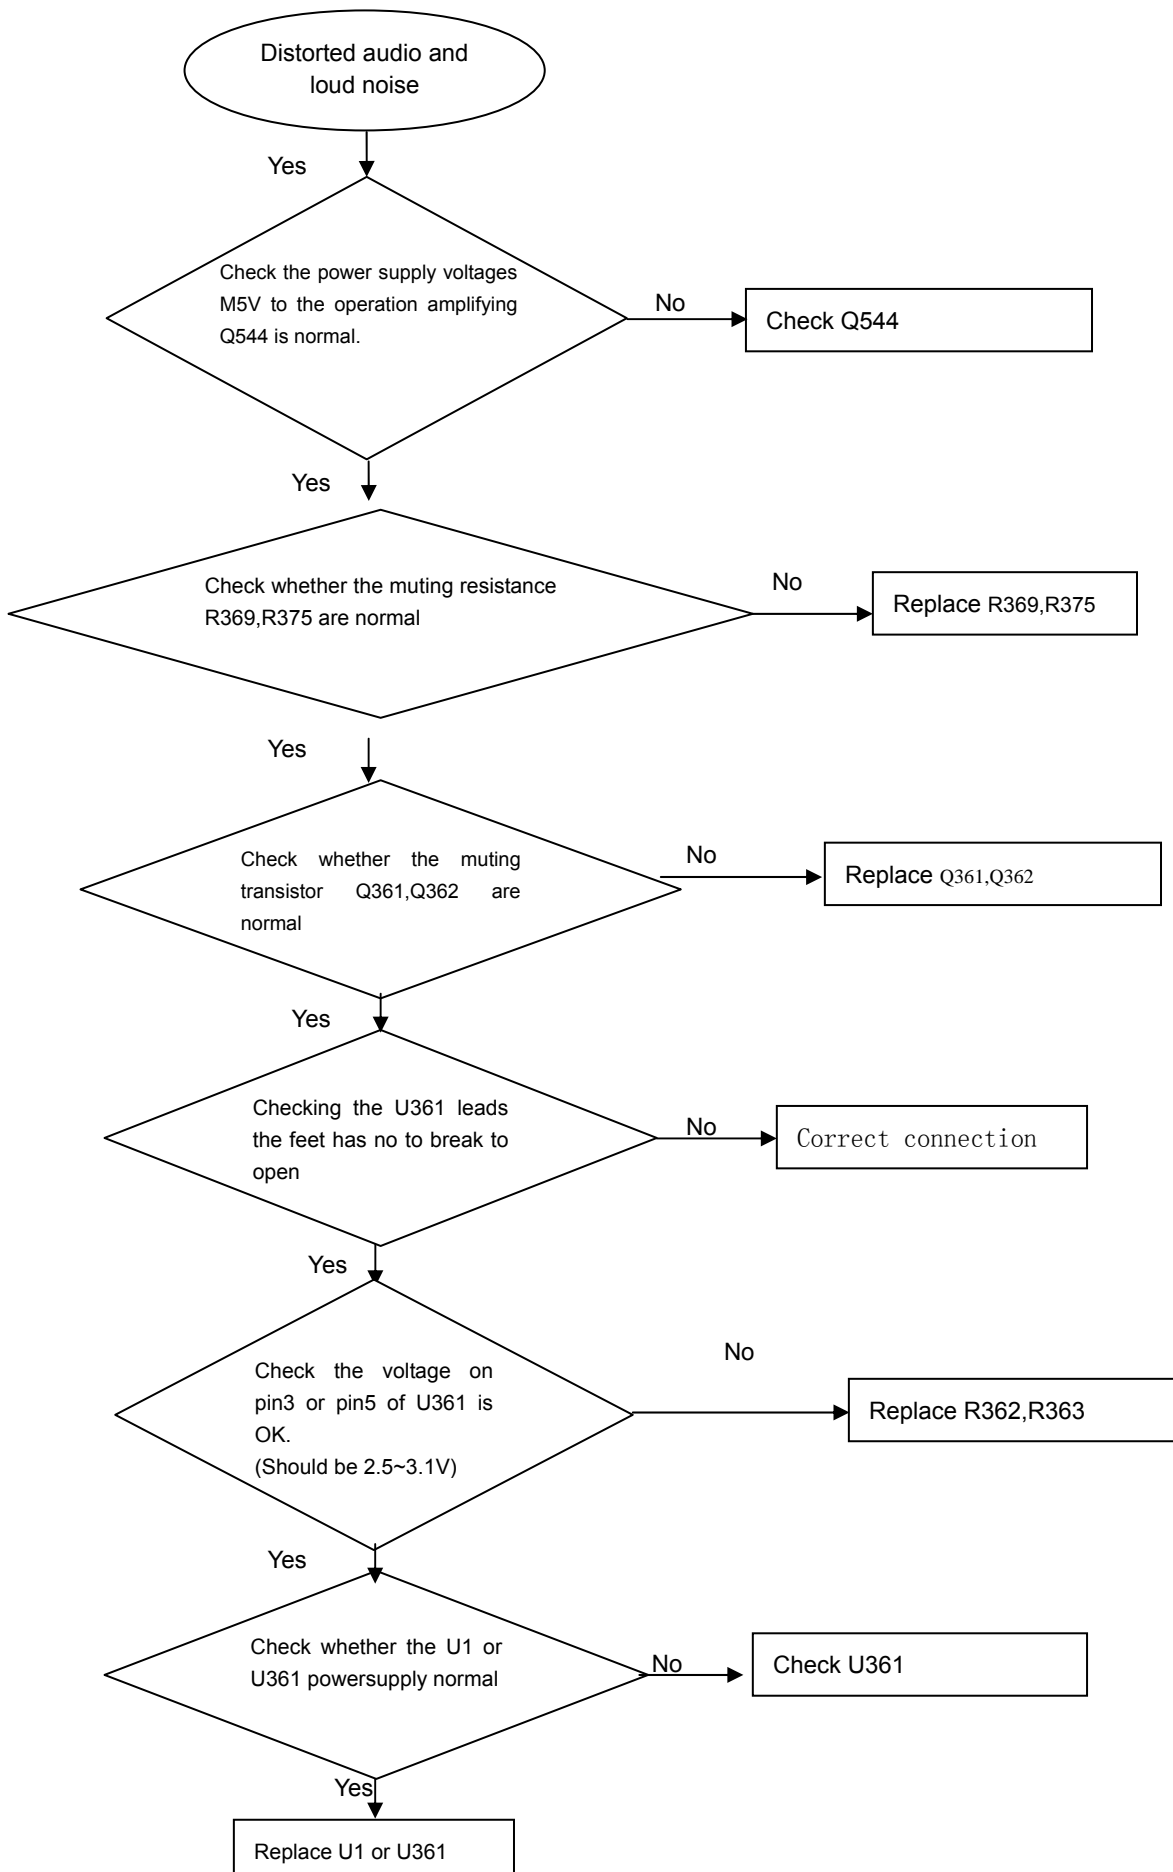 Distorted audio and
loud noise
Yes
Check the power supply voltages
M5V to the operation amplifying
Q544 is normal.
No
Check Q544
Yes
Check whether the muting resistance
R369,R375 are normal
No
Replace R369,R375
Yes
Check whether the muting
transistor Q361,Q362 are
normal
No
Replace Q361,Q362
Yes
Checking the U361 leads
the feet has no to break to
open
No
Correct connection
Yes
Check the voltage on
pin3 or pin5 of U361 is
OK.
(Should be 2.5~3.1V)
No
Replace R362,R363
Yes
Check whether the U1 or
U361 powersupply normal
No
Check U361
Yes
Replace U1 or U361